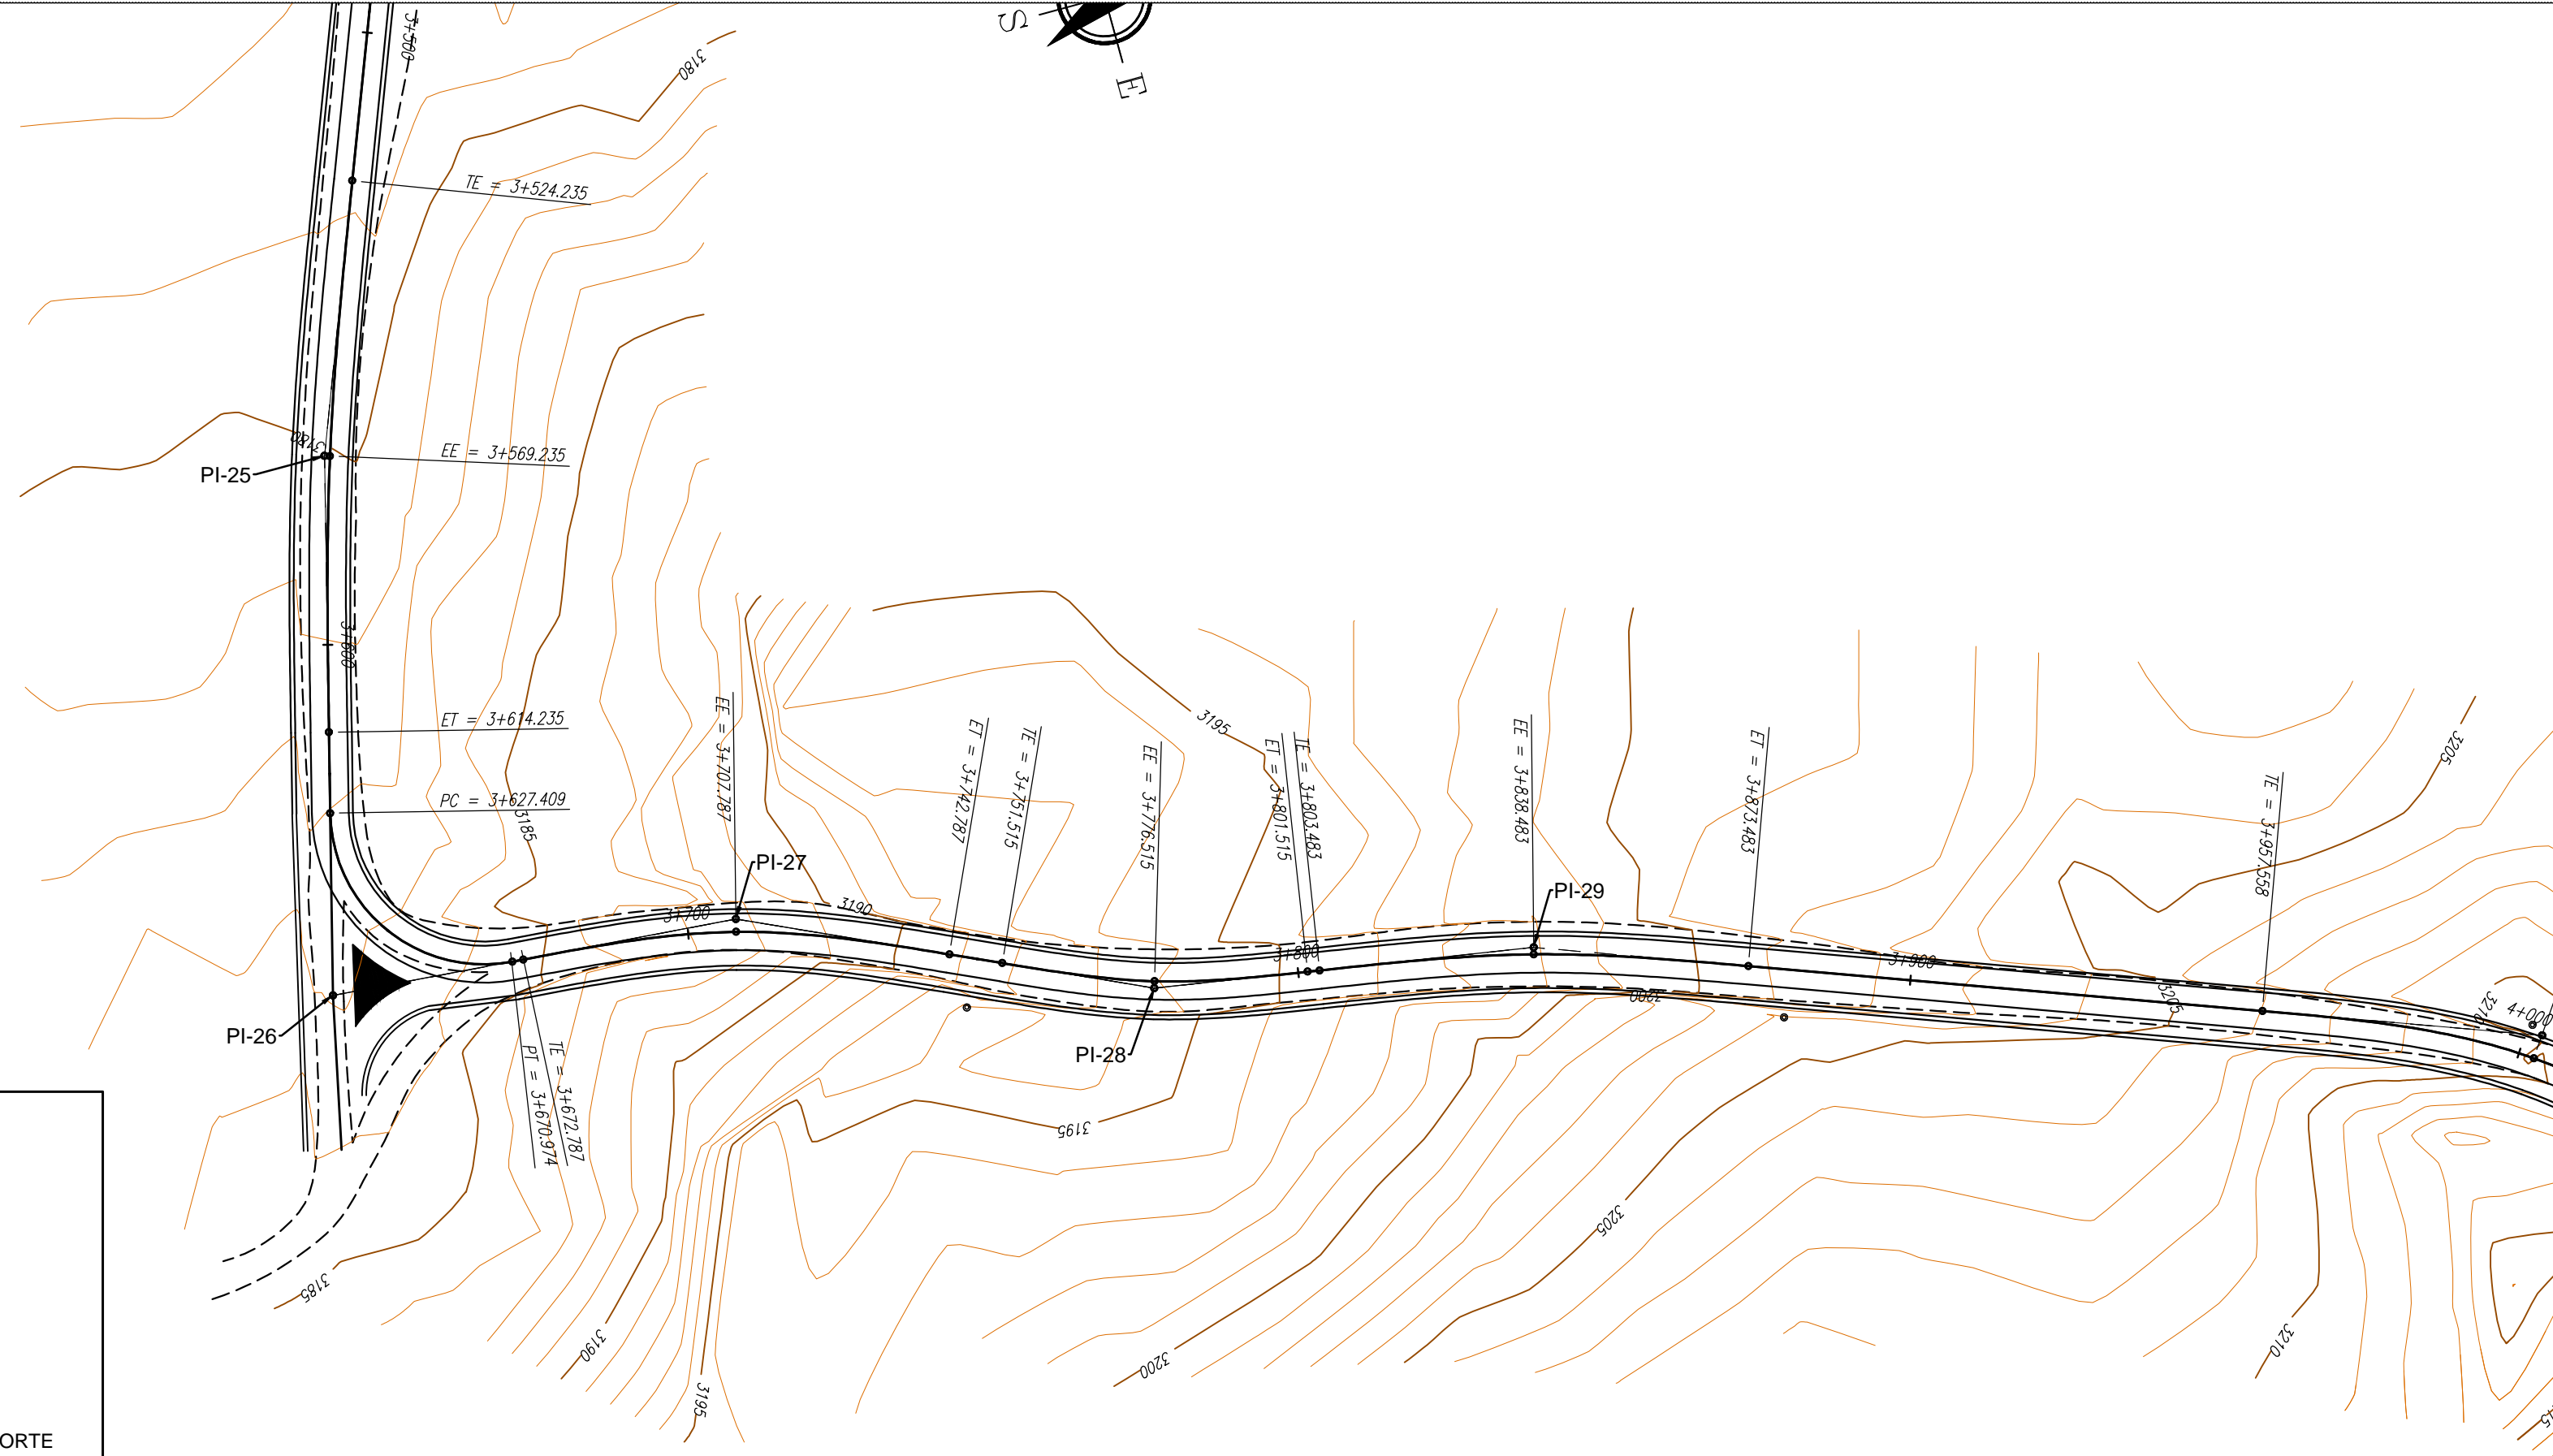 S
E
3+500
3180
TE = 3+524.235
3180
EE = 3+569.235
PI-25
3+600
ET = 3+614.235
PC = 3+627.409
3185
EE = 3+707.787
PI-27
3+700
3190
ET = 3+742.787
TE = 3+751.515
EE = 3+776.515
3195
ET = 3+801.515
TE = 3+803.483
3+800
EE = 3+838.483
PI-29
ET = 3+873.483
3+900
3200
3205
TE = 3+957.558
3205
3210
4+000
PI-26
PI-28
PT = 3+670.974
TE = 3+672.787
3195
3205
3185
3190
3195
3200
3210
ORTE